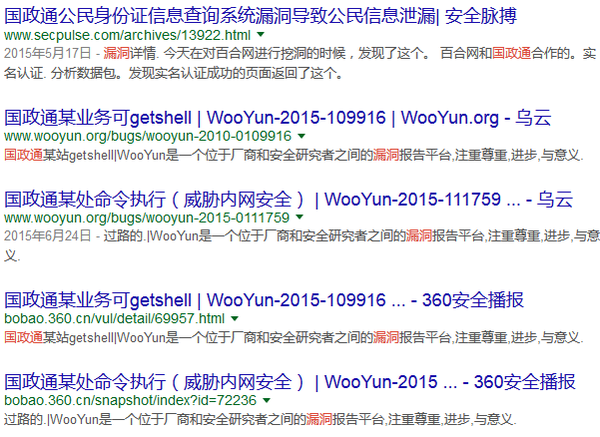 国政通公民身份证信息查询系统漏洞导致公民信息泄漏| 安全脉搏
www.secpulse.com/archives/13922.html
2015年5月17日 - 漏洞详情. 今天在对百合网进行挖洞的时候，发现了这个。 百合网和国政通合作的。实
名认证. 分析数据包。发现实名认证成功的页面返回了这个。
国政通某业务可getshell | WooYun-2015-109916 | WooYun.org - 乌云
www.wooyun.org/bugs/wooyun-2010-0109916
国政通某站getshell|WooYun是一个位于厂商和安全研究者之间的漏洞报告平台,注重尊重,进步,与意义.
国政通某处命令执行（威胁内网安全） | WooYun-2015-111759 ... - 乌云
www.wooyun.org/bugs/wooyun-2015-0111759
2015年6月24日 - 过路的.|WooYun是一个位于厂商和安全研究者之间的漏洞报告平台,注重尊重,进步,与意
义.
国政通某业务可getshell | WooYun-2015-109916 ... - 360安全播报
bobao.360.cn/vul/detail/69957.html
国政通某站getshell|WooYun是一个位于厂商和安全研究者之间的漏洞报告平台,注重尊重,进步,与意义.
国政通某处命令执行（威胁内网安全） | WooYun-2015 ... - 360安全播报
bobao.360.cn/snapshot/index?id=72236
过路的.|WooYun是一个位于厂商和安全研究者之间的漏洞报告平台,注重尊重,进步,与意义.